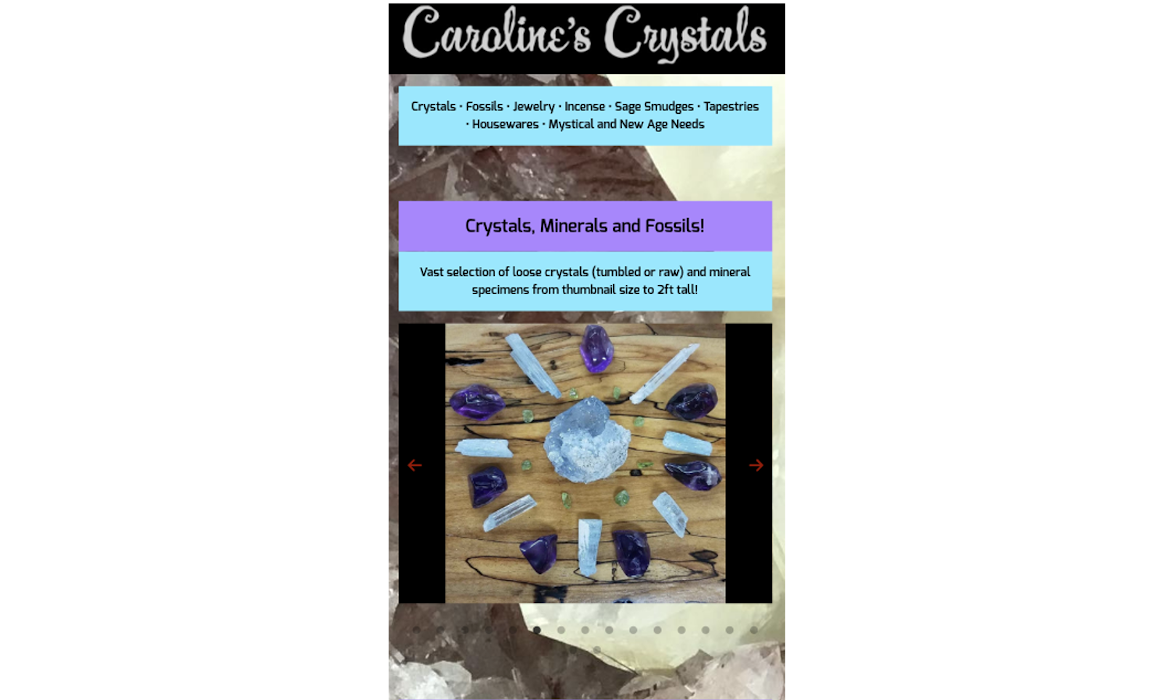 Caroline's Crystals
Crystals • Fossils • Jewelry • Incense • Sage Smudges • Tapestries
• Housewares • Mystical and New Age Needs
Crystals, Minerals and Fossils!
Vast selection of loose crystals (tumbled or raw) and mineral
specimens from thumbnail size to 2ft tall!